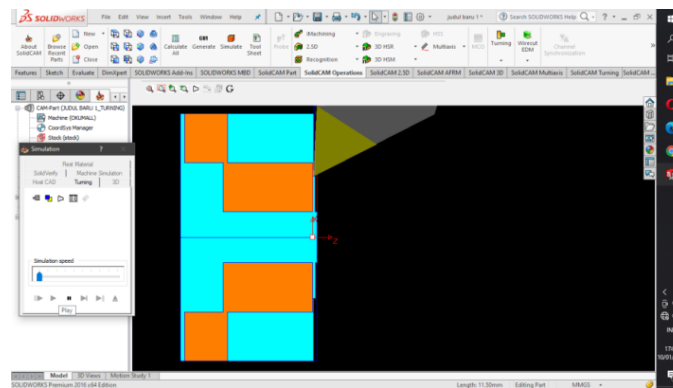 SOLIDWORKS File Edit View Insert Tools Window Help
judul baru 1 *
Search SOLIDWORKS Help
About SolidCAM
Browse Recent Parts
New
Open
Close
Calculate All
G01 Generate
Simulate
Tool Sheet
Probe
iMachining
2.5D
Recognition
Engraving
3D HSR
3D HSM
HSS
Multiaxis
MCO
Turning
Wirecut EDM
Channel Synchronization
Features Sketch Evaluate DimXpert SOLIDWORKS Add-Ins SOLIDWORKS MBD SolidCAM Part SolidCAM Operations SolidCAM 2.5D SolidCAM AFRM SolidCAM 3D SolidCAM Multiaxis SolidCAM Turning SolidCAM ...
CAM-Part (JUDUL BARU 1_TURNING)
Machine (OKUMALL)
CoordSys Manager
Stock (stock)
Simulation ?
Rest Material
SolidVerify Machine Simulation
Host CAD Turning 3D
Simulation speed
Play
Z
Model 3D Views Motion Study 1
SOLIDWORKS Premium 2016 x64 Edition
Length: 11.50mm Editing Part MMGS